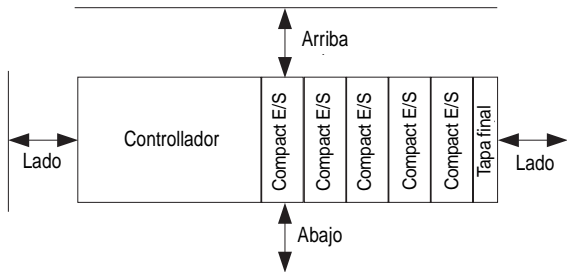 Arriba
Lado
Controllador
Compact E/S
Compact E/S
Compact E/S
Compact E/S
Compact E/S
Tapa final
Lado
Abajo